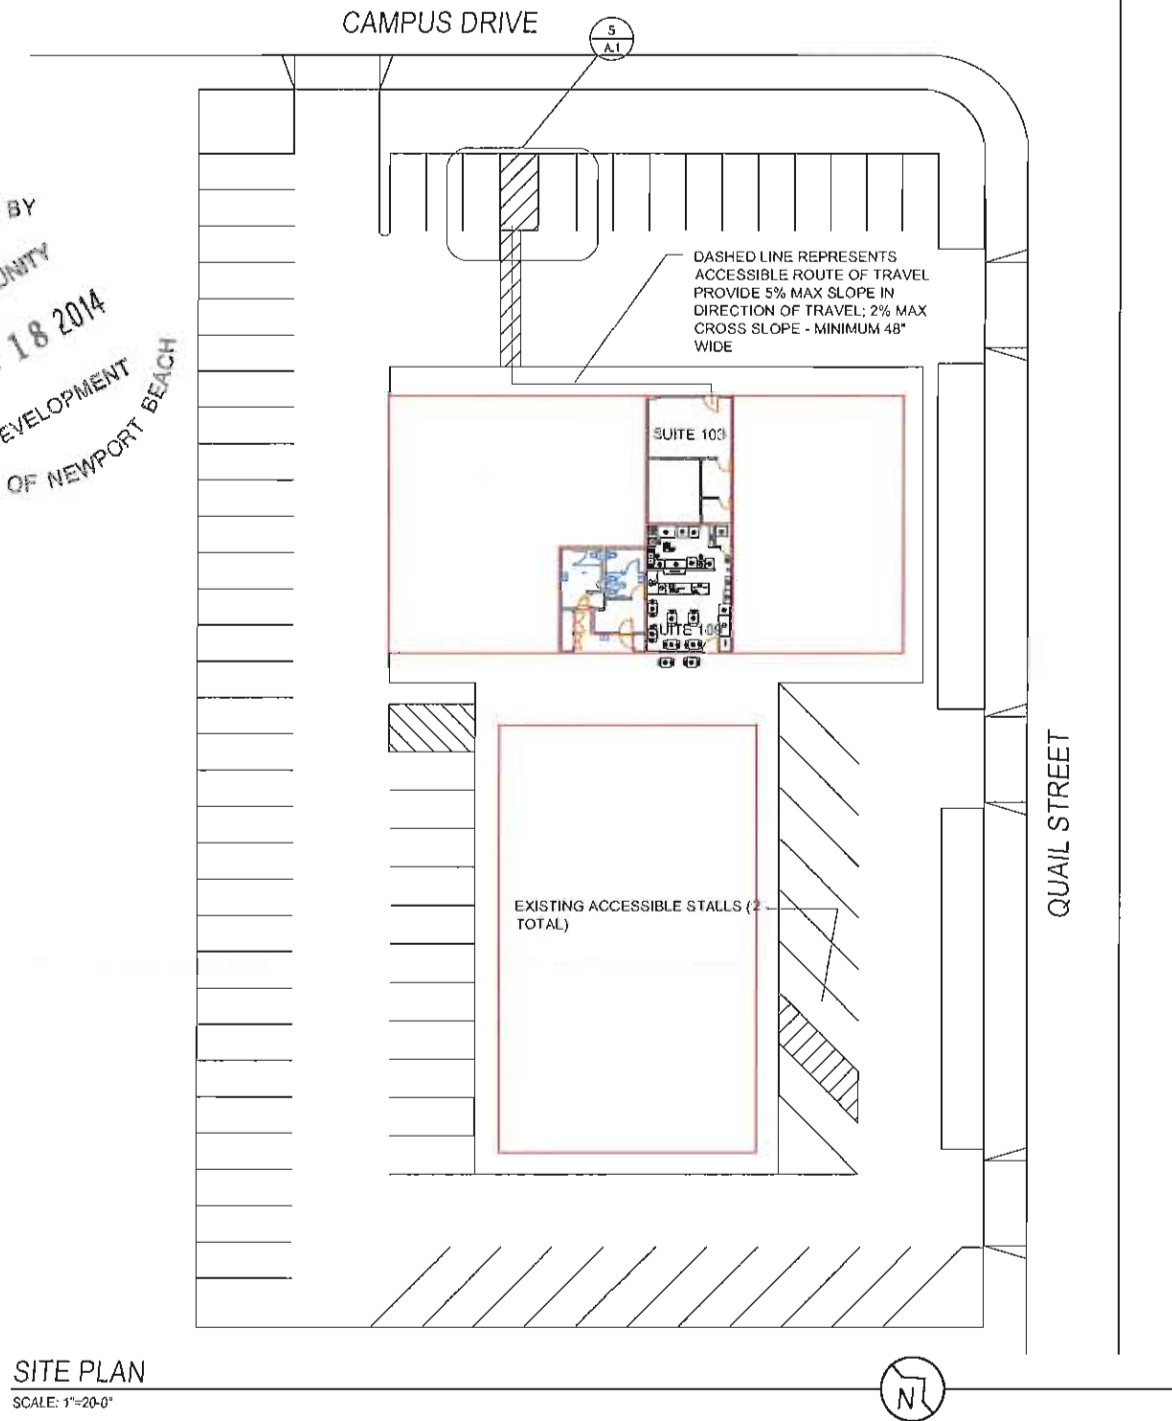 CAMPUS DRIVE
5
A.1
BY
18 2014
OF NEWPORT BEACH
DASHED LINE REPRESENTS
ACCESSIBLE ROUTE OF TRAVEL
PROVIDE 5% MAX SLOPE IN
DIRECTION OF TRAVEL; 2% MAX
CROSS SLOPE - MINIMUM 48"
WIDE
SUITE 103
EXISTING ACCESSIBLE STALLS (2
TOTAL)
QUAIL STREET
SITE PLAN
SCALE: 1"=20-0"
N